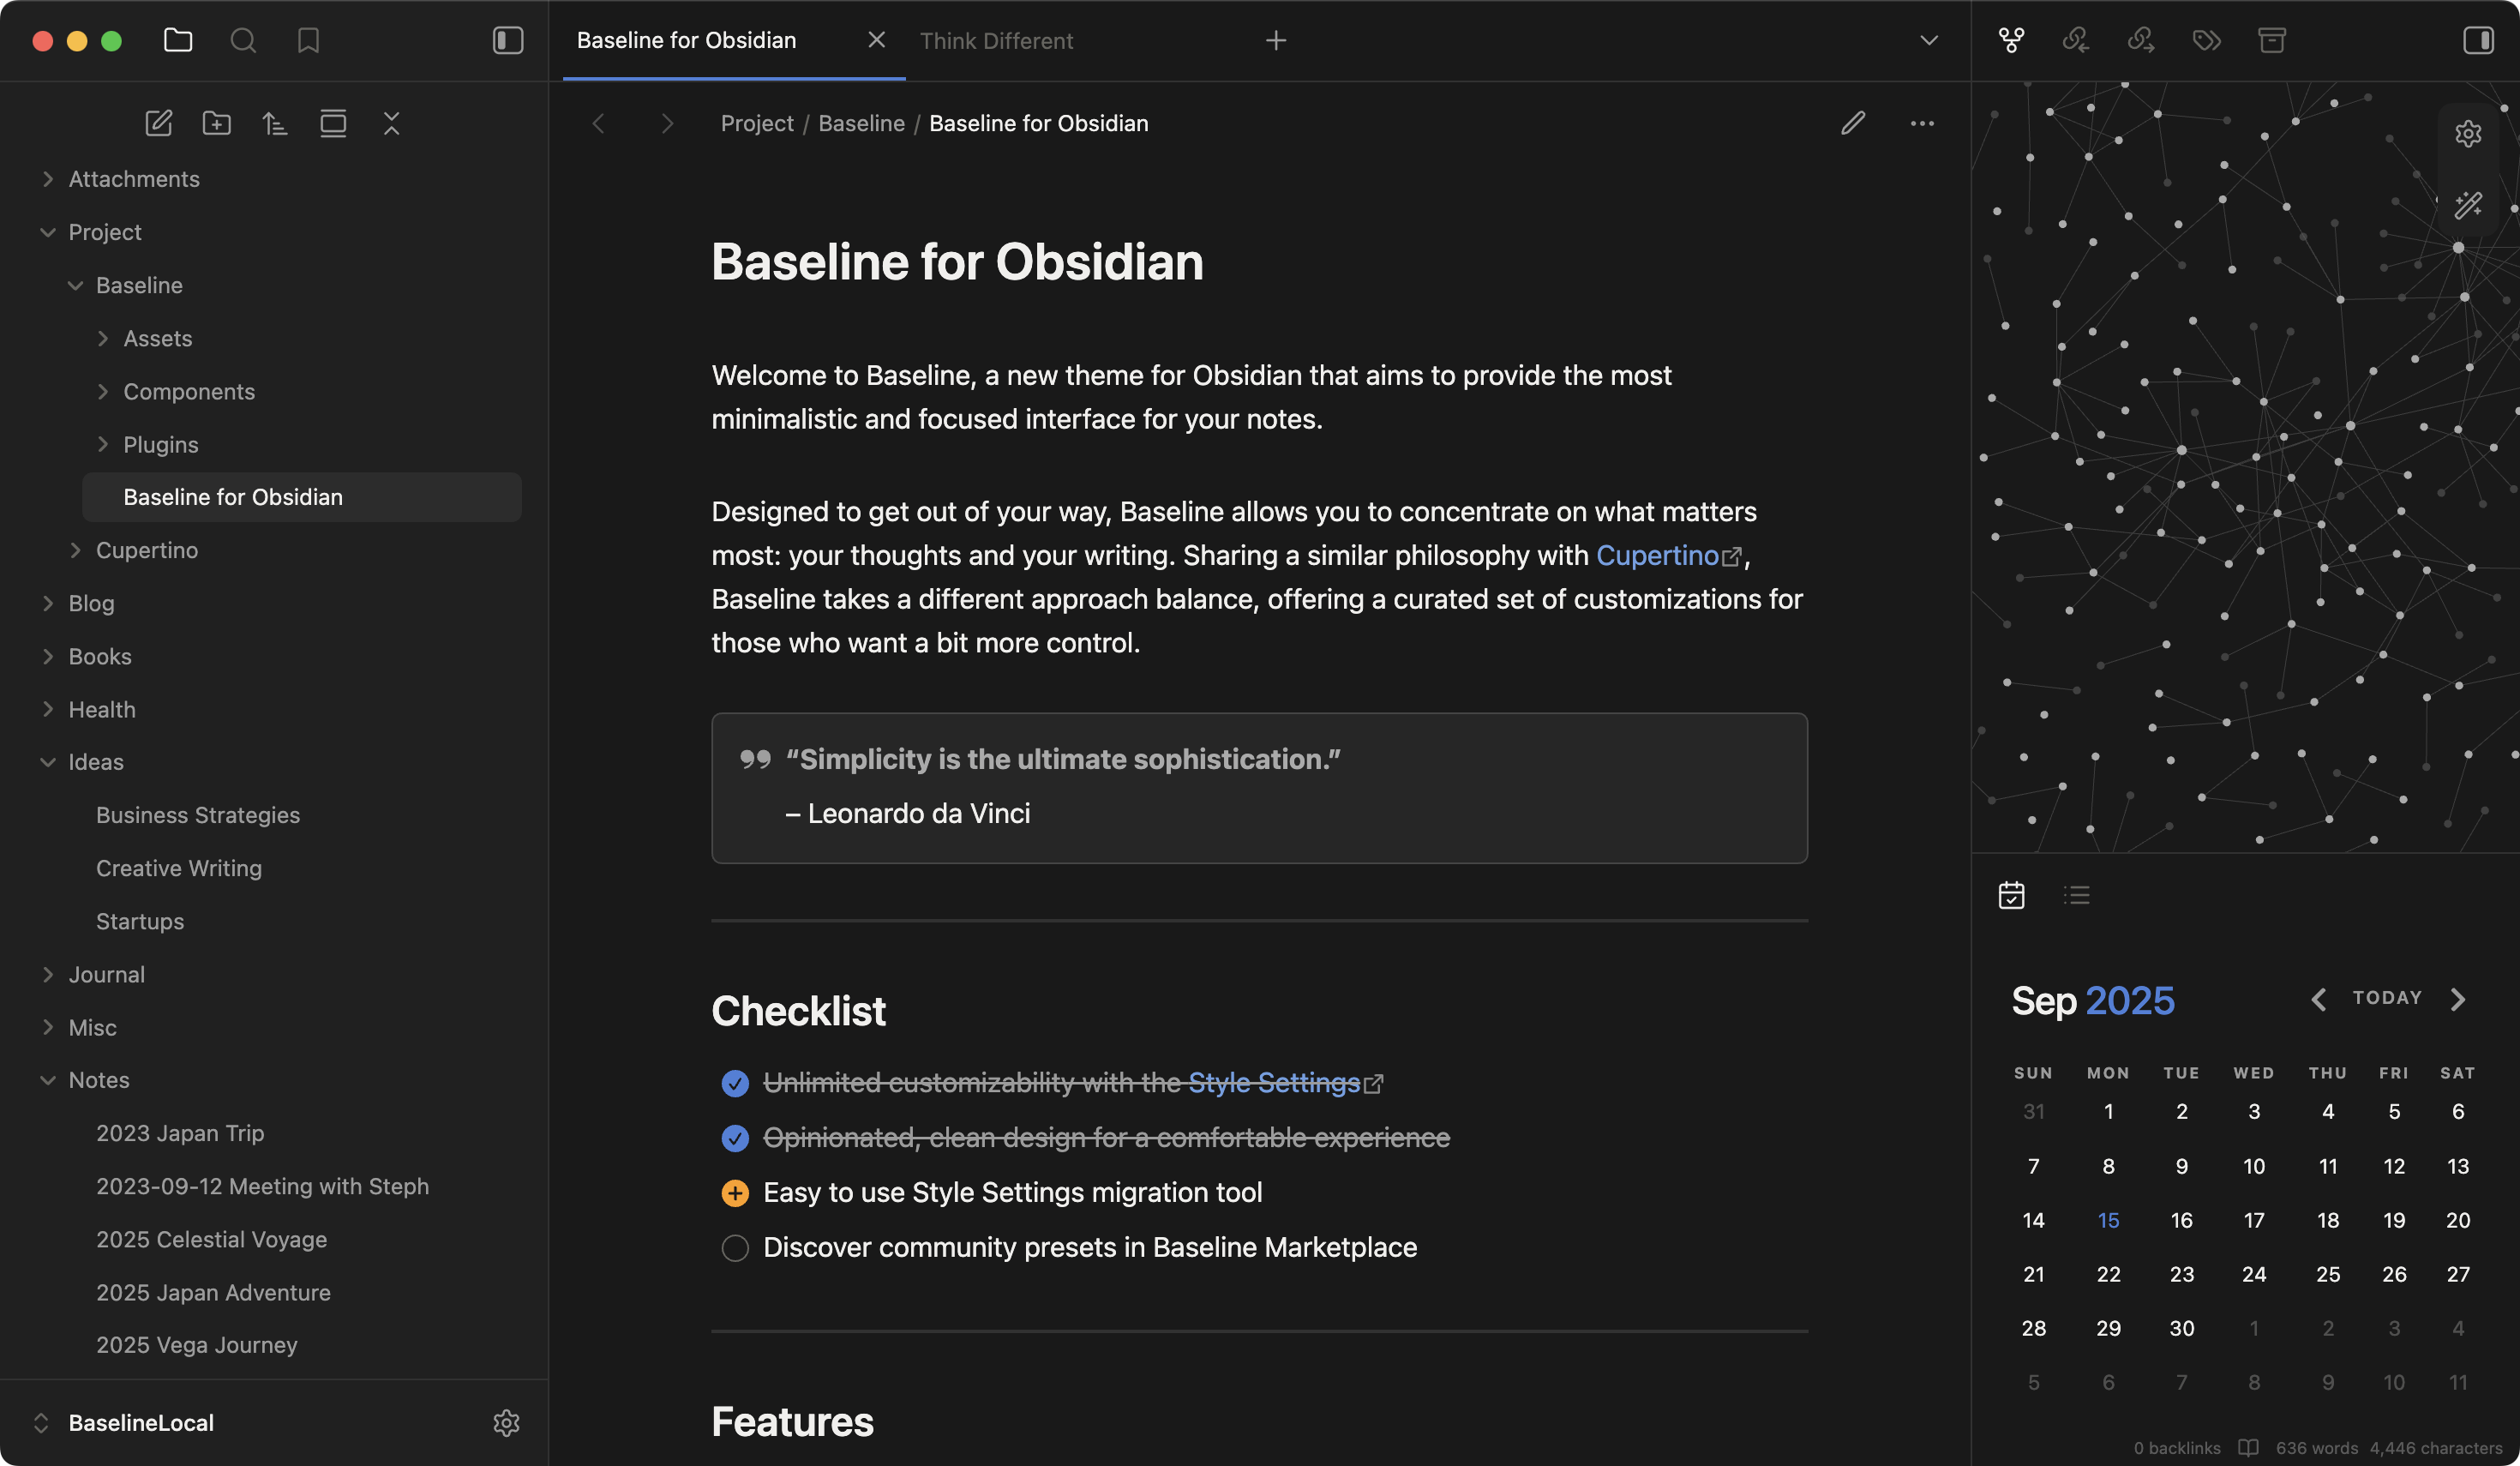 Baseline for Obsidian
Think Different
Attachments
Project
Baseline
Assets
Components
Plugins
Baseline for Obsidian
Cupertino
Blog
Books
Health
Ideas
Business Strategies
Creative Writing
Startups
Journal
Misc
Notes
2023 Japan Trip
2023-09-12 Meeting with Steph
2025 Celestial Voyage
2025 Japan Adventure
2025 Vega Journey
BaselineLocal
Project / Baseline / Baseline for Obsidian
Baseline for Obsidian
Welcome to Baseline, a new theme for Obsidian that aims to provide the most
minimalistic and focused interface for your notes.
Designed to get out of your way, Baseline allows you to concentrate on what matters
most: your thoughts and your writing. Sharing a similar philosophy with Cupertino,
Baseline takes a different approach balance, offering a curated set of customizations for
those who want a bit more control.
“Simplicity is the ultimate sophistication.”
– Leonardo da Vinci
Checklist
Unlimited customizability with the Style Settings
Opinionated, clean design for a comfortable experience
Easy to use Style Settings migration tool
Discover community presets in Baseline Marketplace
Features
Sep 2025
TODAY
SUN MON TUE WED THU FRI SAT
31 1 2 3 4 5 6
7 8 9 10 11 12 13
14 15 16 17 18 19 20
21 22 23 24 25 26 27
28 29 30 1 2 3 4
5 6 7 8 9 10 11
0 backlinks 636 words 4,446 characters